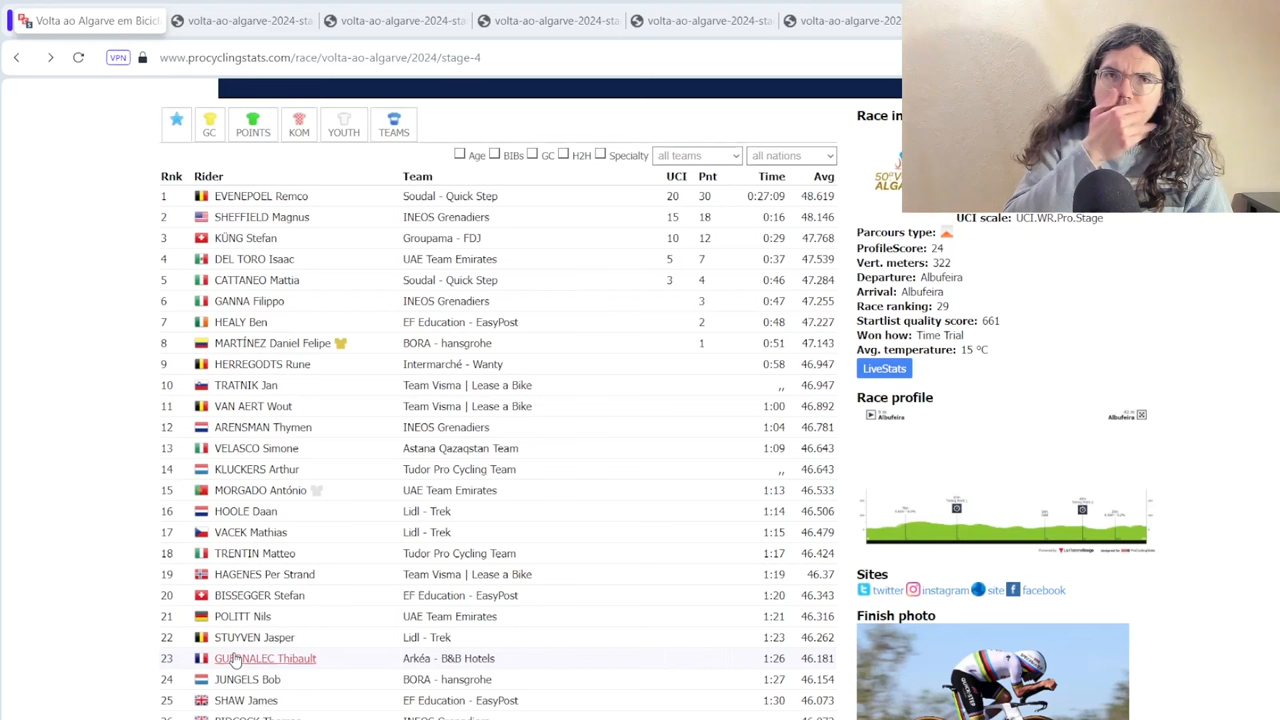 Volta ao Algarve em Bicicl
volta-ao-algarve-2024-sta
volta-ao-algarve-2024-sta
volta-ao-algarve-2024-sta
volta-ao-algarve-2024-sta
volta-ao-algarve-2024-
VPN www.procyclingstats.com/race/volta-ao-algarve/2024/stage-4
GC POINTS KOM YOUTH TEAMS
Age BIBs GC H2H Specialty all teams all nations
Rnk Rider Team UCI Pnt Time Avg
1 EVENEPOEL Remco Soudal - Quick Step 20 30 0:27:09 48.619
2 SHEFFIELD Magnus INEOS Grenadiers 15 18 0:16 48.146
3 KÜNG Stefan Groupama - FDJ 10 12 0:29 47.768
4 DEL TORO Isaac UAE Team Emirates 5 7 0:37 47.539
5 CATTANEO Mattia Soudal - Quick Step 3 4 0:46 47.284
6 GANNA Filippo INEOS Grenadiers 3 0:47 47.255
7 HEALY Ben EF Education - EasyPost 2 0:48 47.227
8 MARTÍNEZ Daniel Felipe BORA - hansgrohe 1 0:51 47.143
9 HERREGODTS Rune Intermarché - Wanty 0:58 46.947
10 TRATNIK Jan Team Visma | Lease a Bike ,, 46.947
11 VAN AERT Wout Team Visma | Lease a Bike 1:00 46.892
12 ARENSMAN Thymen INEOS Grenadiers 1:04 46.781
13 VELASCO Simone Astana Qazaqstan Team 1:09 46.643
14 KLUCKERS Arthur Tudor Pro Cycling Team ,, 46.643
15 MORGADO António UAE Team Emirates 1:13 46.533
16 HOOLE Daan Lidl - Trek 1:14 46.506
17 VACEK Mathias Lidl - Trek 1:15 46.479
18 TRENTIN Matteo Tudor Pro Cycling Team 1:17 46.424
19 HAGENES Per Strand Team Visma | Lease a Bike 1:19 46.37
20 BISSEGGER Stefan EF Education - EasyPost 1:20 46.343
21 POLITT Nils UAE Team Emirates 1:21 46.316
22 STUYVEN Jasper Lidl - Trek 1:23 46.262
23 Thibault Arkéa - B&B Hotels 1:26 46.181
24 JUNGELS Bob BORA - hansgrohe 1:27 46.154
25 SHAW James EF Education - EasyPost 1:30 46.073
Race in
50ª V
ALG
UCI scale: UCI.WR.Pro.Stage
Parcours type:
ProfileScore: 24
Vert. meters: 322
Departure: Albufeira
Arrival: Albufeira
Race ranking: 29
Startlist quality score: 661
Won how: Time Trial
Avg. temperature: 15 °C
LiveStats
Race profile
Albufeira Albufeira
Sites
twitter instagram site facebook
Finish photo